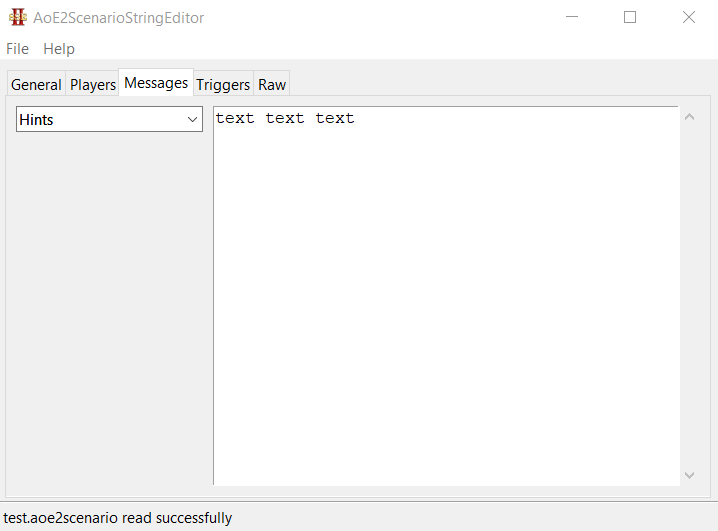 AoE2ScenarioStringEditor
File Help
General Players Messages Triggers Raw
Hints
text text text
test.aoe2scenario read successfully